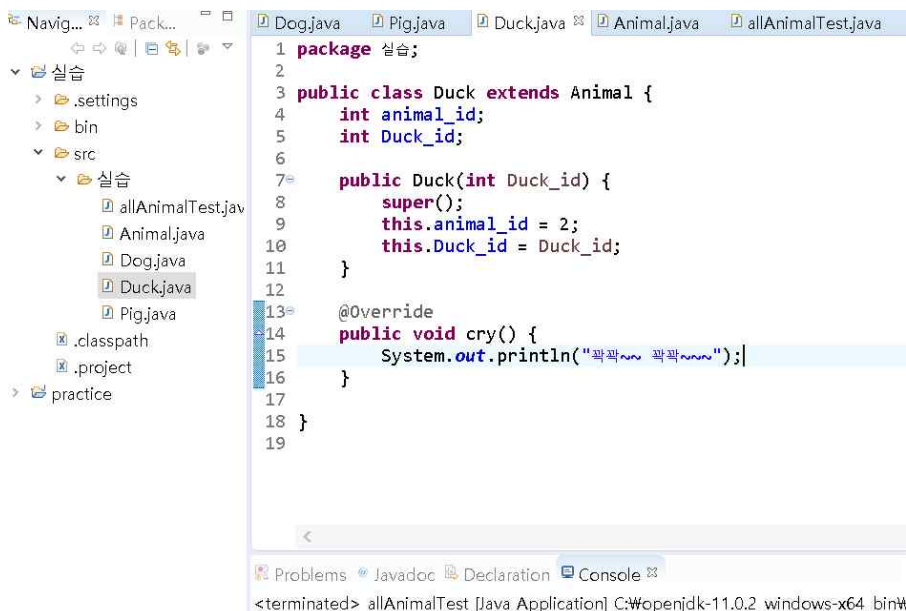 Navig... Pack...
실습
.settings
bin
src
실습
allAnimalTest.jav
Animal.java
Dog.java
Duck.java
Pig.java
.classpath
.project
practice
Dog.java Pig.java Duck.java Animal.java allAnimalTest.java
1 package 실습;
2
3 public class Duck extends Animal {
4 int animal_id;
5 int Duck_id;
6
7 public Duck(int Duck_id) {
8 super();
9 this.animal_id = 2;
10 this.Duck_id = Duck_id;
11 }
12
13 @Override
14 public void cry() {
15 System.out.println("꽉꽉~~ 꽉꽉~~~");
16 }
17
18 }
19
Problems Javadoc Declaration Console
<terminated> allAnimalTest [Java Application] C:₩openjdk-11.0.2_windows-x64_bin₩